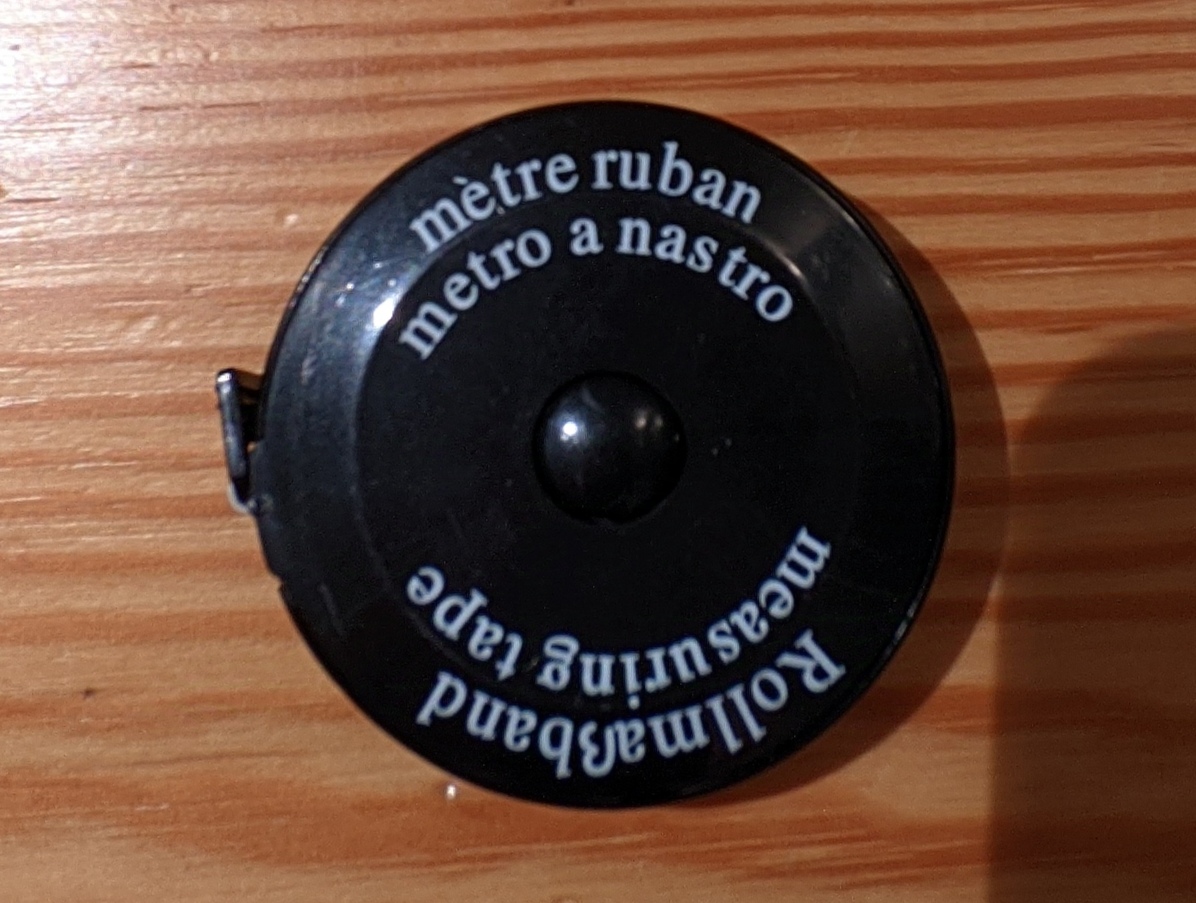 mètre ruban
metro a nastro
Rollmaßband
measuring tape